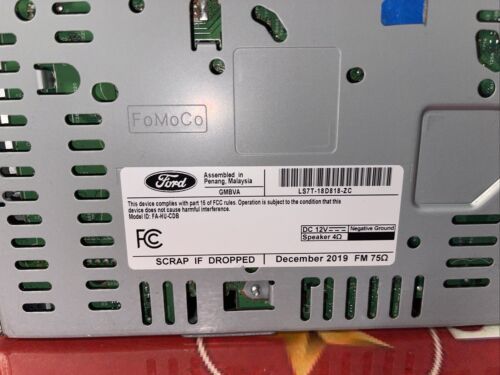 FoMoCo
Ford
Assembled in
Penang, Malaysia
GMBVA
LS7T-18D818-ZC
This device complies with part 15 of FCC rules. Operation is subject to the condition that this
device does not cause harmful interference.
Model ID: FA-HU-CDB
FC
DC 12V Negative Ground
Speaker 4Ω
SCRAP IF DROPPED
December 2019 FM 75Ω